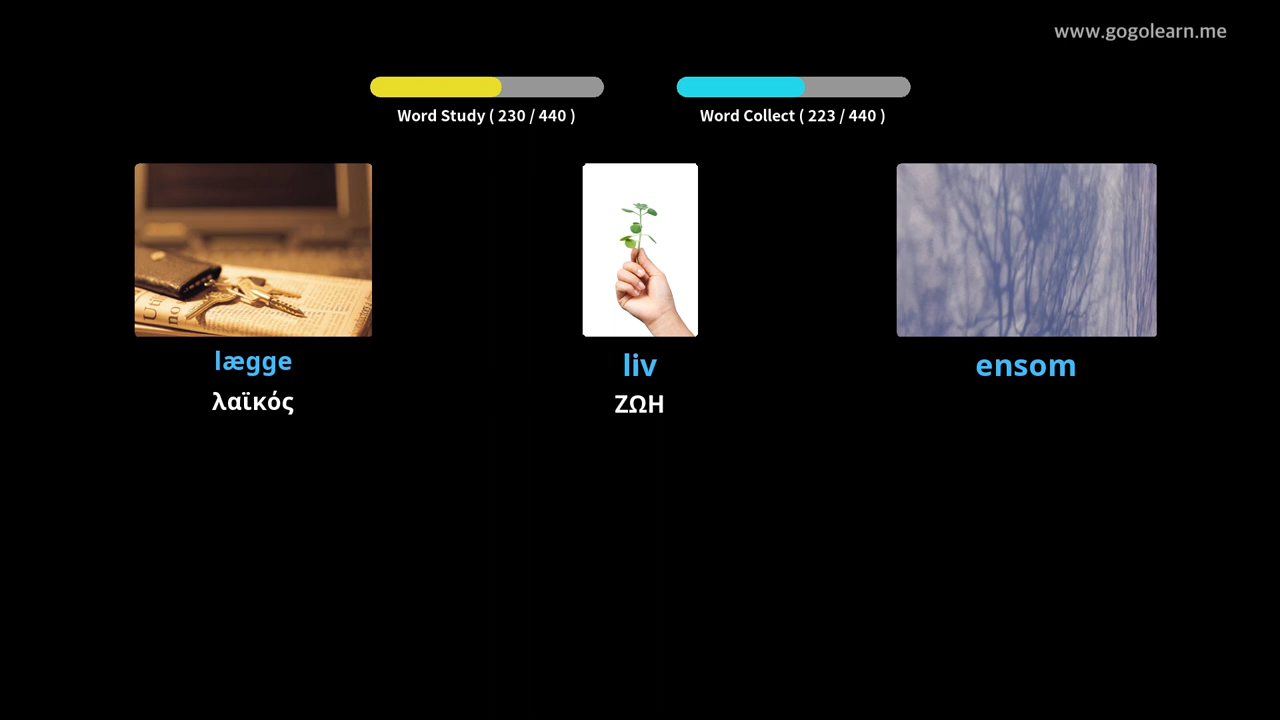 www.gogolearn.me
Word Study ( 230 / 440 )
Word Collect ( 223 / 440 )
lægge
λαϊκός
liv
ΖΩΗ
ensom